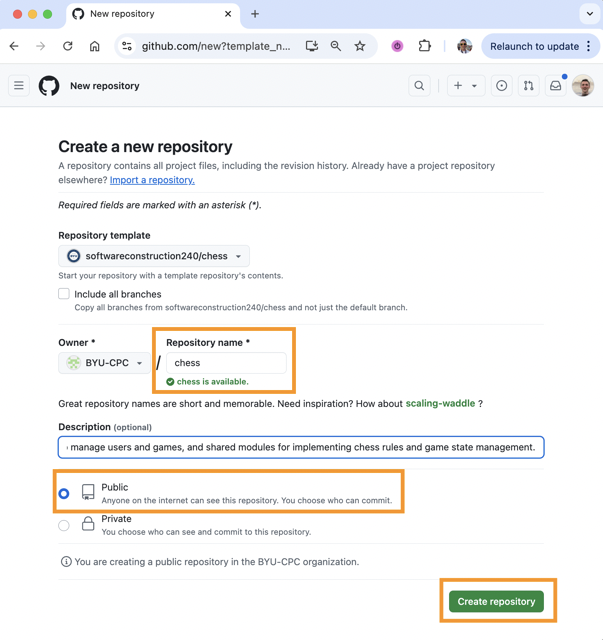 New repository
github.com/new?template_n...
Relaunch to update
New repository
Create a new repository
A repository contains all project files, including the revision history. Already have a project repository
elsewhere? Import a repository.
Required fields are marked with an asterisk (*).
Repository template
softwareconstruction240/chess
Start your repository with a template repository's contents.
Include all branches
Copy all branches from softwareconstruction240/chess and not just the default branch.
Owner * Repository name *
BYU-CPC / chess
chess is available.
Great repository names are short and memorable. Need inspiration? How about scaling-waddle ?
Description (optional)
manage users and games, and shared modules for implementing chess rules and game state management.
Public
Anyone on the internet can see this repository. You choose who can commit.
Private
You choose who can see and commit to this repository.
You are creating a public repository in the BYU-CPC organization.
Create repository